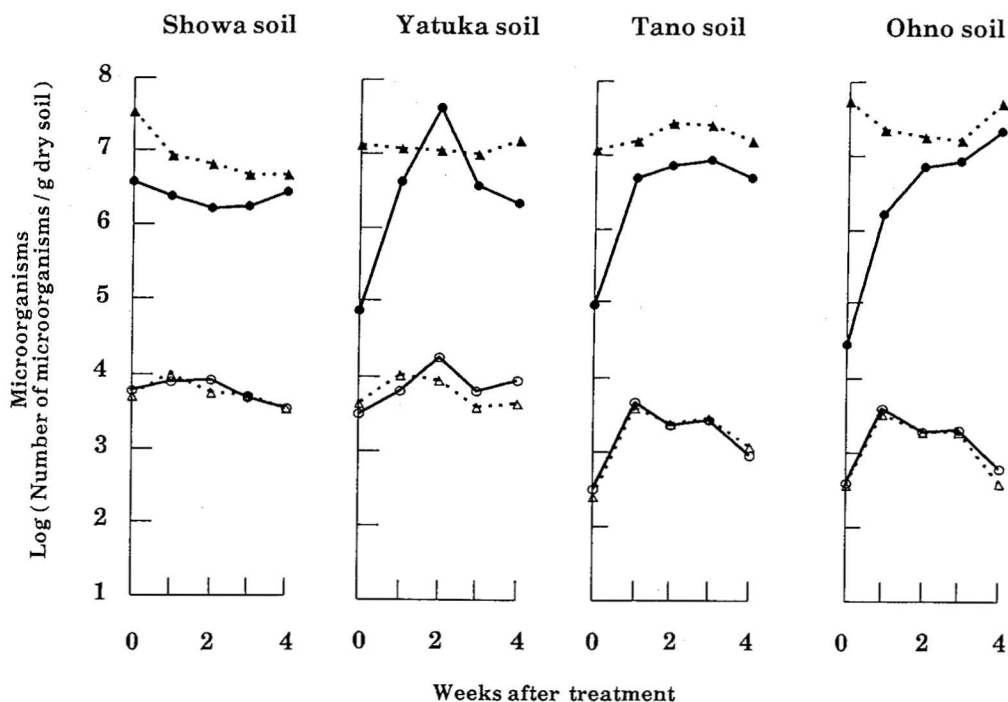 Showa soil
Yatuka soil
Tano soil
Ohno soil
Microorganisms
Log (Number of microorganisms / g dry soil)
8
7
6
5
4
3
2
1
0 2 4
0 2 4
0 2 4
0 2 4
Weeks after treatment